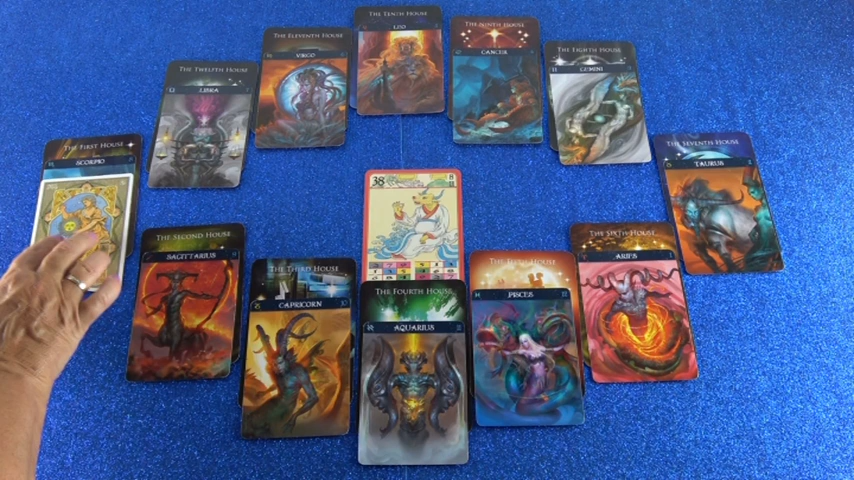 THE TENTH HOUSE
LEO
THE ELEVENTH HOUSE
VIRGO
THE NINTH HOUSE
CANCER
THE TWELFTH HOUSE
LIBRA
THE EIGHTH HOUSE
GEMINI
THE FIRST HOUSE
SCORPIO
THE SEVENTH HOUSE
TAURUS
38
8
THE SECOND HOUSE
SAGITTARIUS
THE THIRD HOUSE
CAPRICORN
THE FOURTH HOUSE
AQUARIUS
PISCES
THE SIXTH HOUSE
ARIES